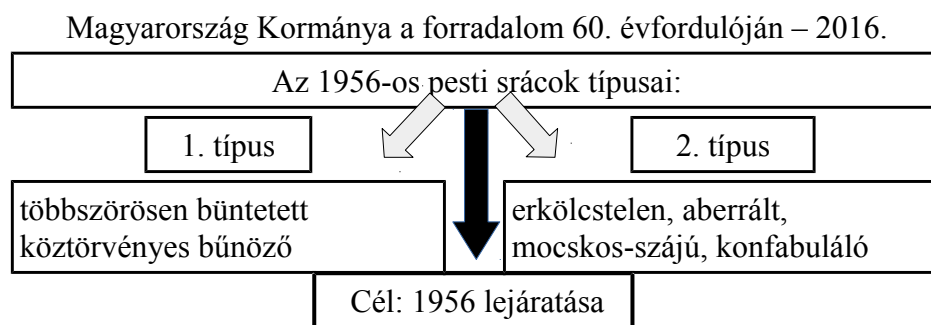 Magyarország Kormánya a forradalom 60. évfordulóján – 2016.
Az 1956-os pesti srácok típusai:
1. típus
2. típus
többszörösen büntetett
köztörvényes bűnöző
erkölcstelen, aberrált,
mocskos-szájú, konfabuláló
Cél: 1956 lejáratása